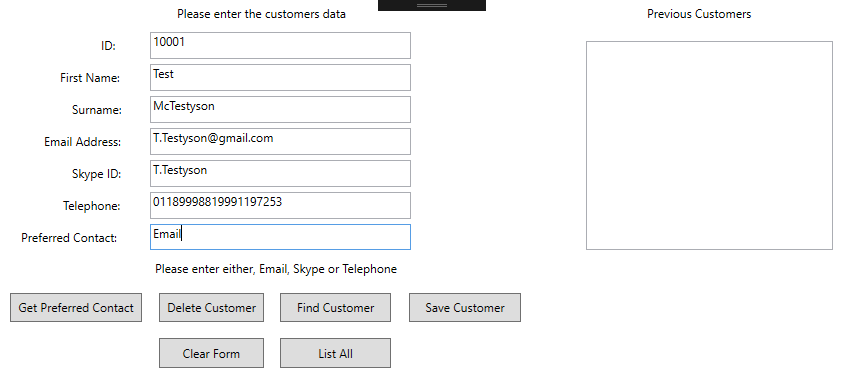 Please enter the customers data
Previous Customers
ID: 10001
First Name: Test
Surname: McTestyson
Email Address: T.Testyson@gmail.com
Skype ID: T.Testyson
Telephone: 01189998819991197253
Preferred Contact: Email
Please enter either, Email, Skype or Telephone
Get Preferred Contact Delete Customer Find Customer Save Customer
Clear Form List All